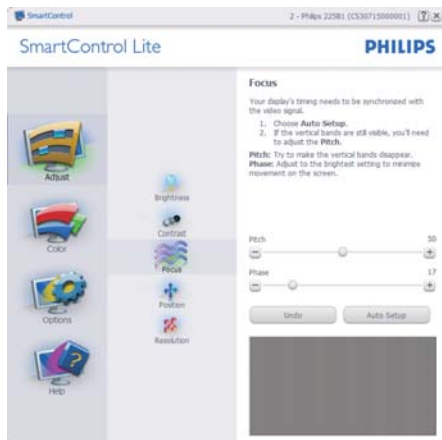 SmartControl
2 - Philips 225B1 (CS30715000001)
SmartControl Lite
PHILIPS
Adjust
Color
Options
Help
Brightness
Contrast
Focus
Position
Resolution
Focus
Your display's timing needs to be synchronized with
the video signal.
1. Choose Auto Setup.
2. If the vertical bands are still visible, you'll need
to adjust the Pitch.
Pitch: Try to make the vertical bands disappear.
Phase: Adjust to the brightest setting to minimize
movement on the screen.
Pitch 50
Phase 17
Undo Auto Setup